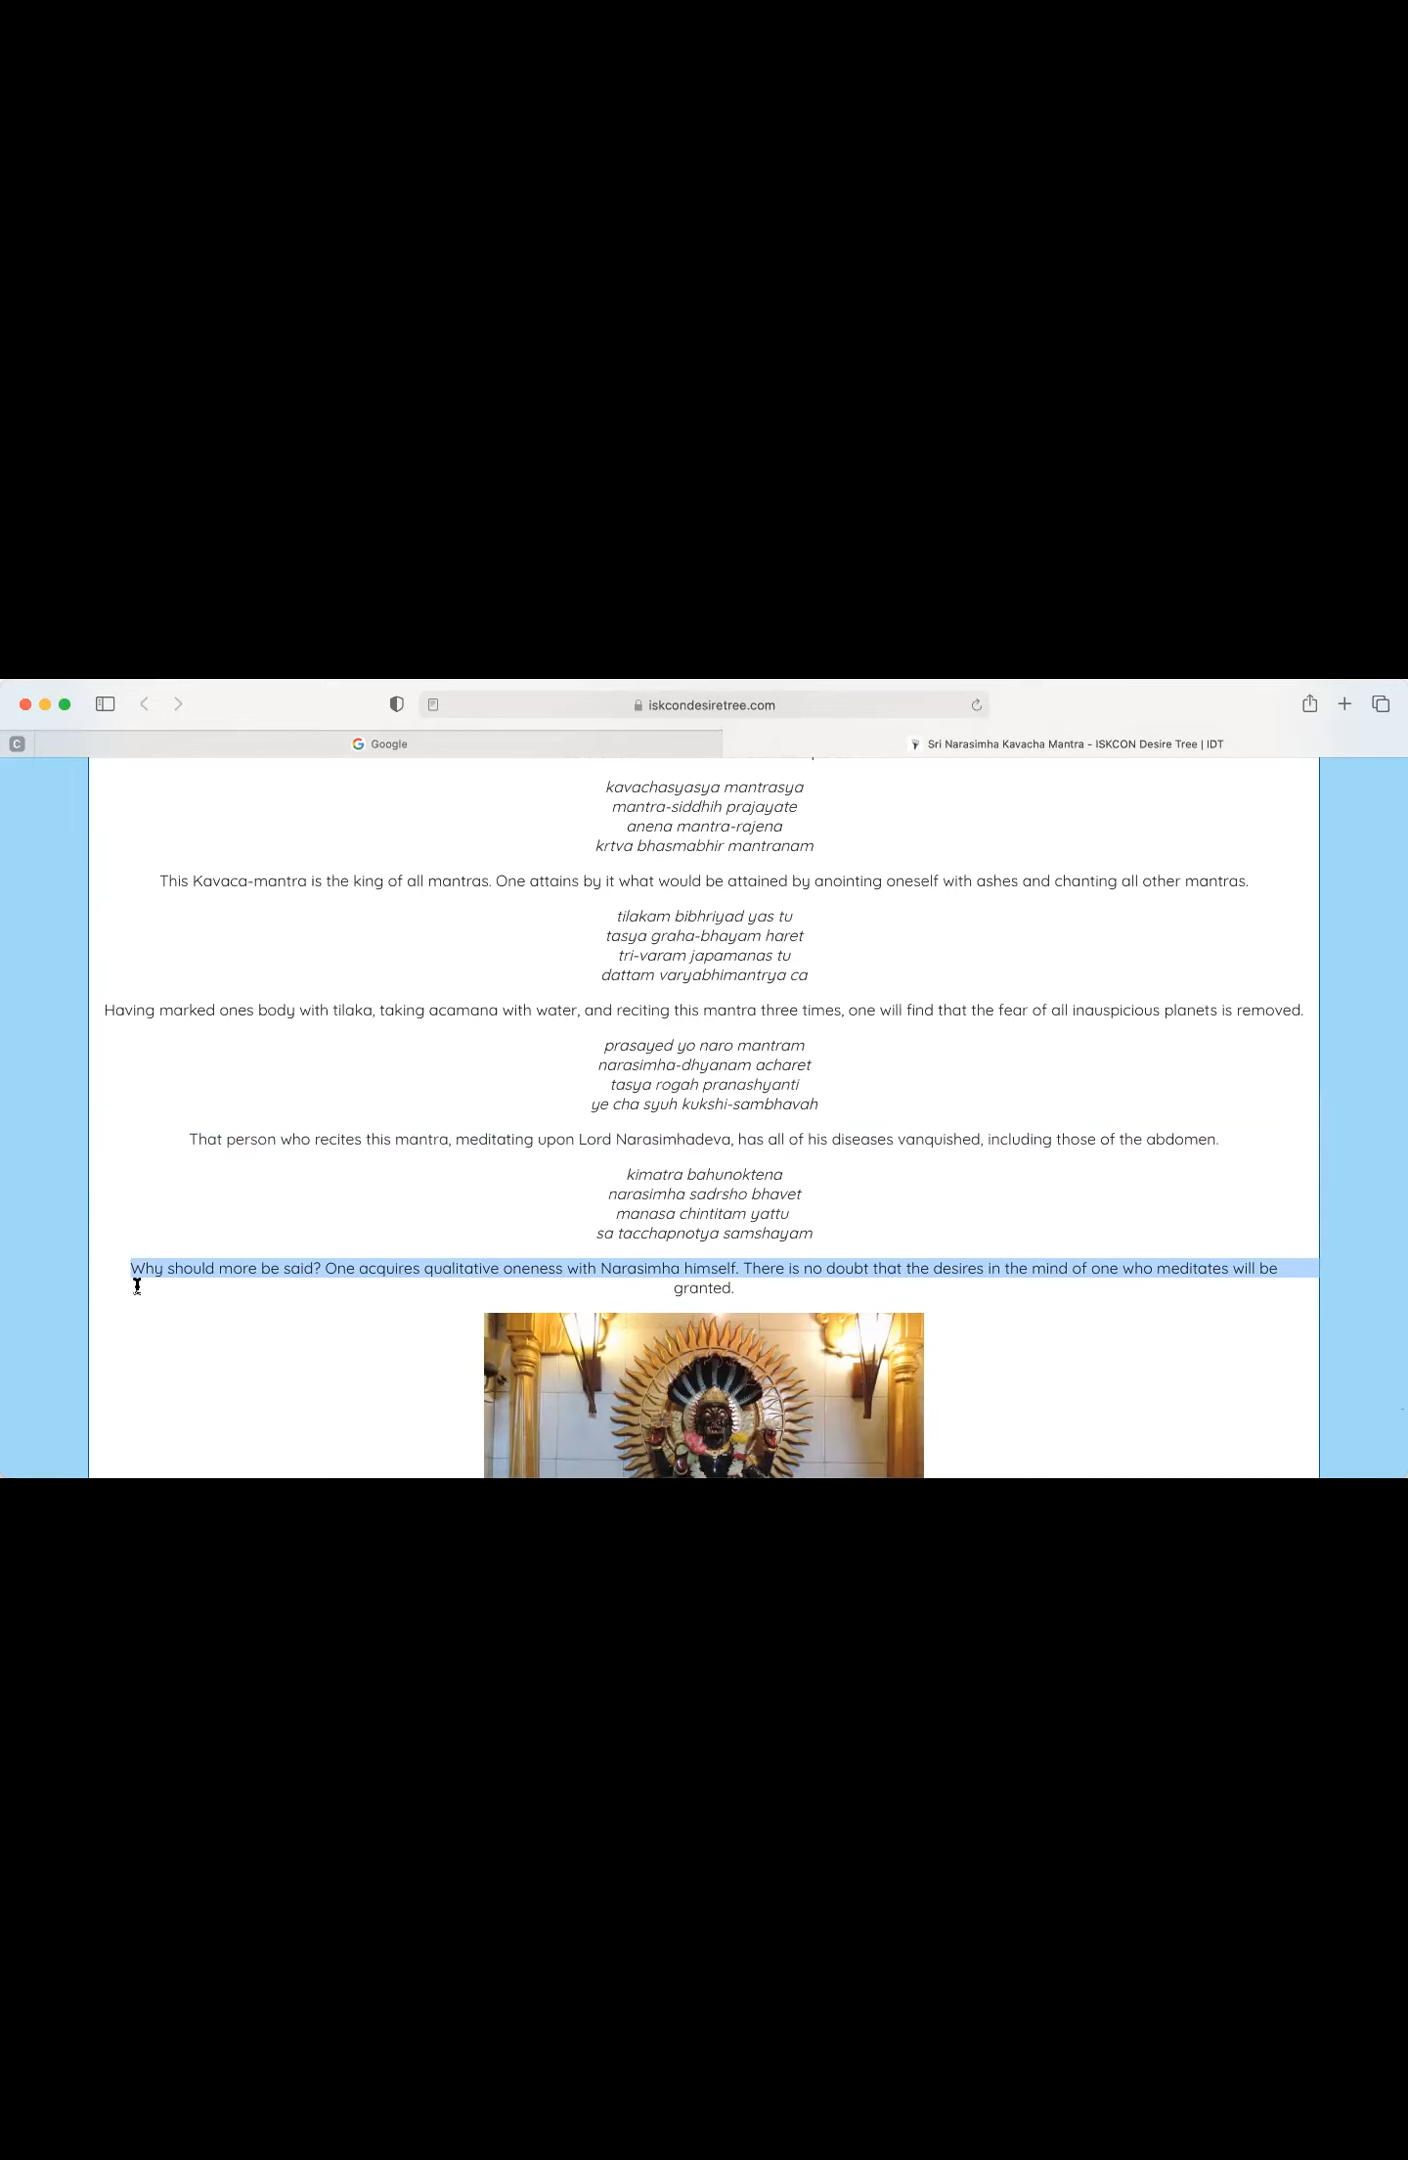 iskcondesiretree.com
C
Google
Sri Narasimha Kavacha Mantra - ISKCON Desire Tree | IDT
kavachasyasya mantrasya
mantra-siddhih prajayate
anena mantra-rajena
krtva bhasmabhir mantranam
This Kavaca-mantra is the king of all mantras. One attains by it what would be attained by anointing oneself with ashes and chanting all other mantras.
tilakam bibhriyad yas tu
tasya graha-bhayam haret
tri-varam japamanas tu
dattam varyabhimantrya ca
Having marked ones body with tilaka, taking acamana with water, and reciting this mantra three times, one will find that the fear of all inauspicious planets is removed.
prasayed yo naro mantram
narasimha-dhyanam acharet
tasya rogah pranashyanti
ye cha syuh kukshi-sambhavah
That person who recites this mantra, meditating upon Lord Narasimhadeva, has all of his diseases vanquished, including those of the abdomen.
kimatra bahunoktena
narasimha sadrsho bhavet
manasa chintitam yattu
sa tacchapnotya samshayam
Why should more be said? One acquires qualitative oneness with Narasimha himself. There is no doubt that the desires in the mind of one who meditates will be
granted.